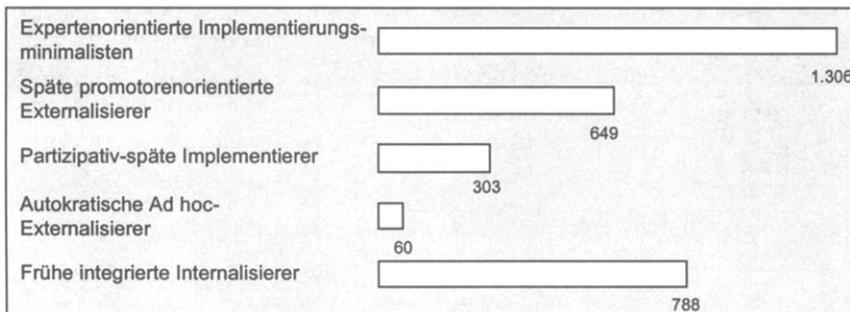 Expertenorientierte Implementierungs-
minimalisten
1.306
Späte promotorenorientierte
Externalisierer
649
Partizipativ-späte Implementierer
303
Autokratische Ad hoc-
Externalisierer
60
Frühe integrierte Internalisierer
788